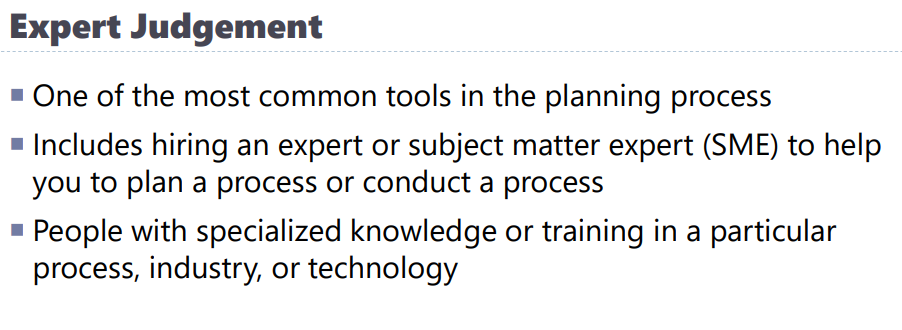 Expert Judgement
One of the most common tools in the planning process
Includes hiring an expert or subject matter expert (SME) to help
you to plan a process or conduct a process
People with specialized knowledge or training in a particular
process, industry, or technology